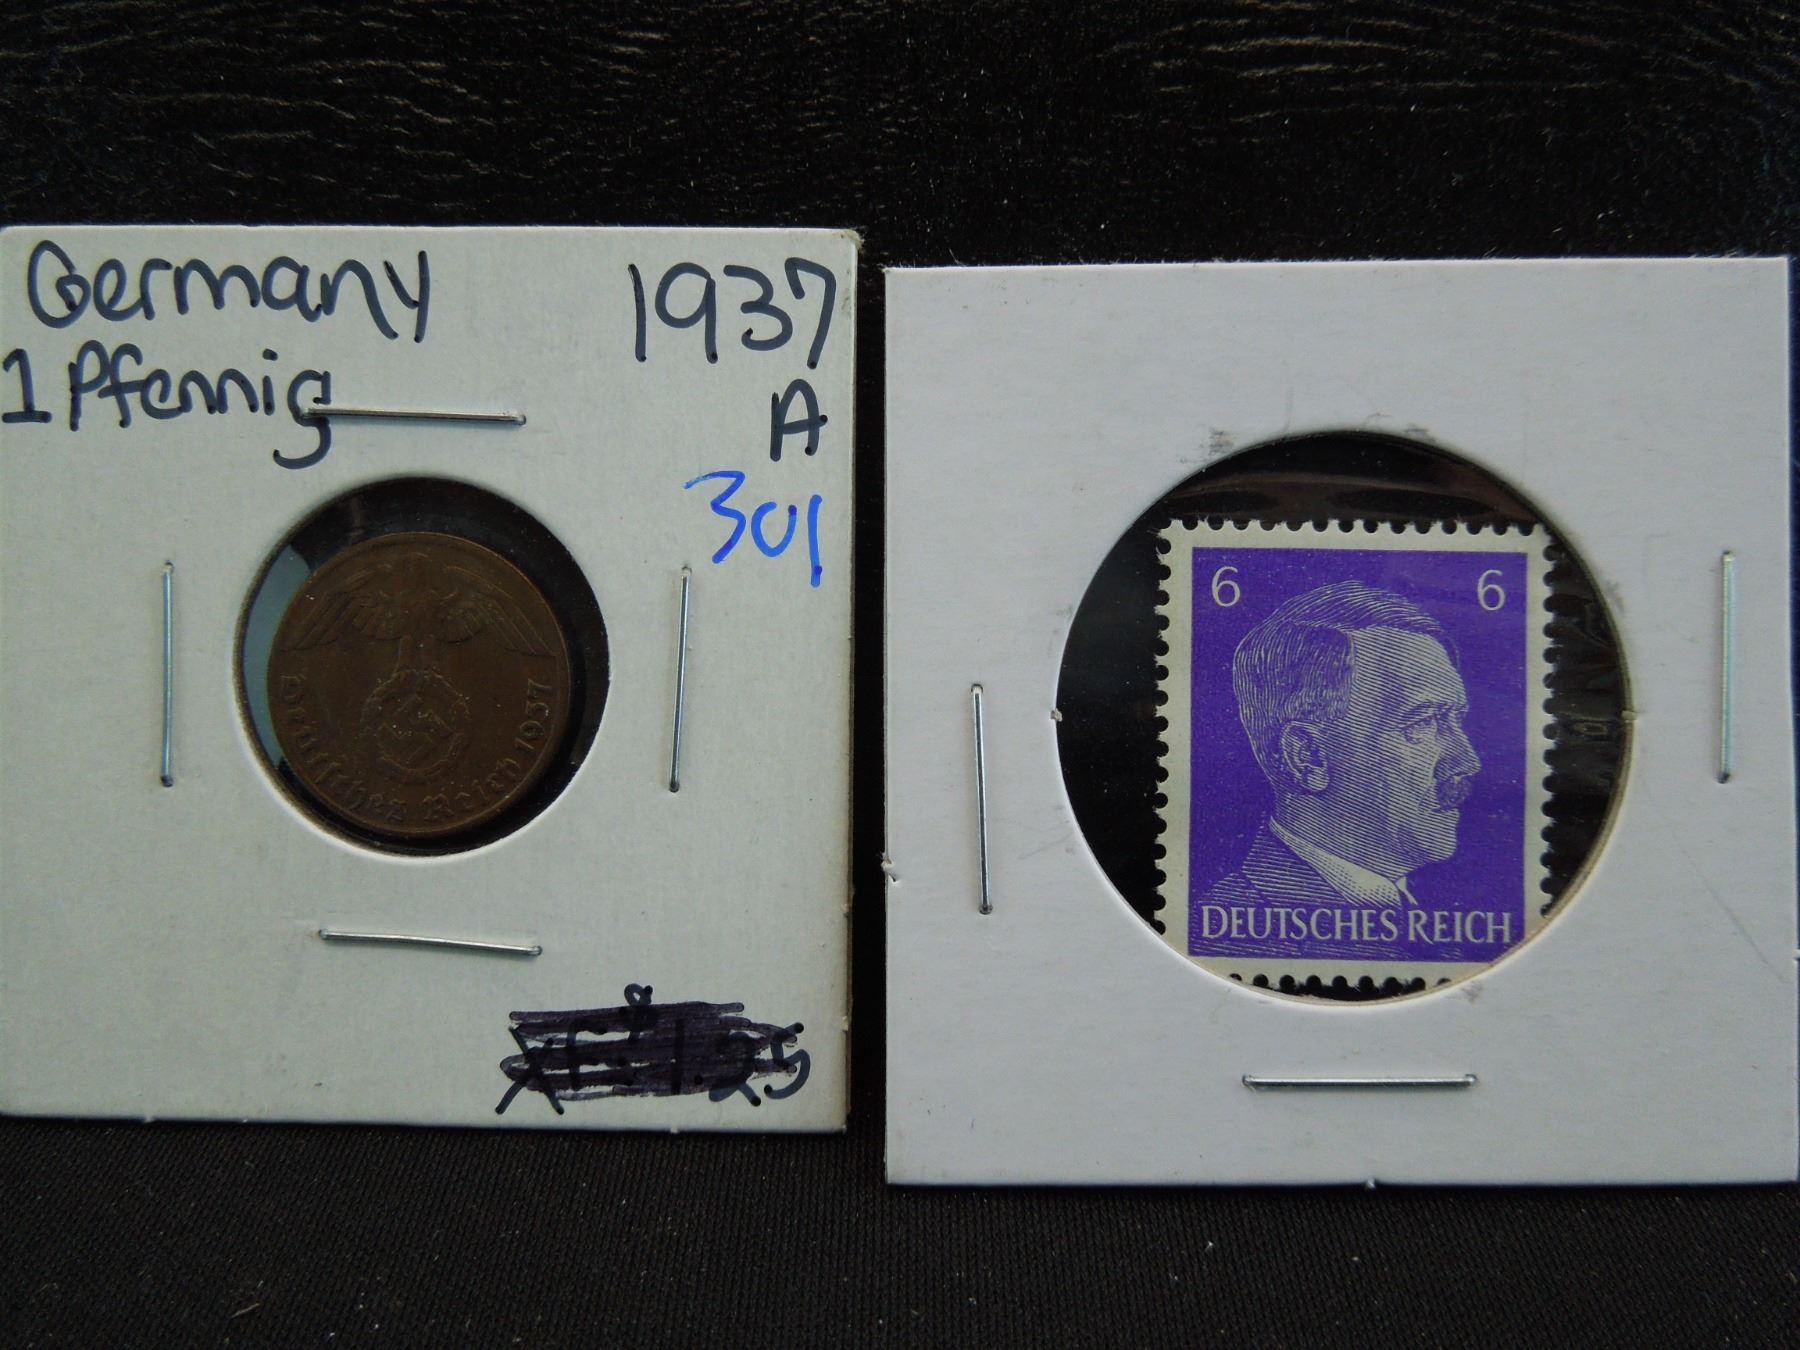 Germany 1937
1 Pfennig A
301
Deutsches Reich 1937
XF. $1.25
6 6
DEUTSCHES REICH